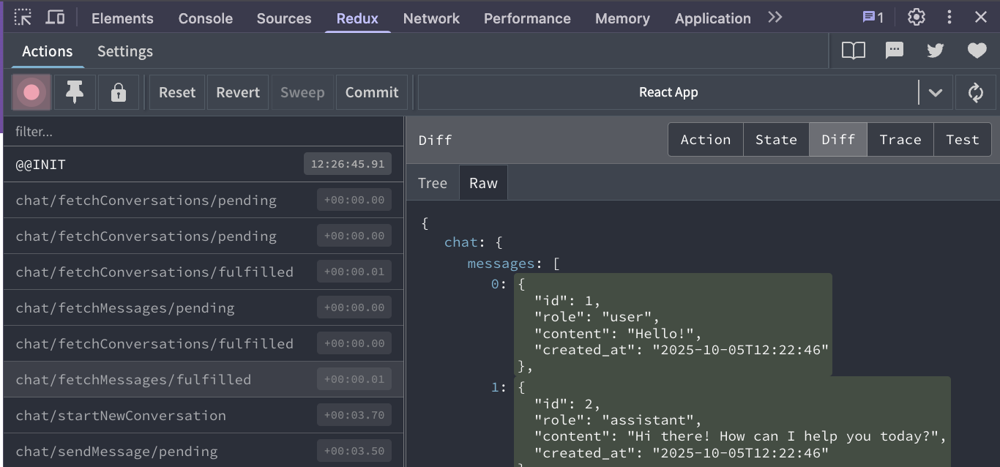 Elements Console Sources Redux Network Performance Memory Application 1
Actions Settings
Reset Revert Sweep Commit React App
filter...
@@INIT 12:26:45.91
chat/fetchConversations/pending +00:00.00
chat/fetchConversations/pending +00:00.00
chat/fetchConversations/fulfilled +00:00.01
chat/fetchMessages/pending +00:00.00
chat/fetchConversations/fulfilled +00:00.00
chat/fetchMessages/fulfilled +00:00.01
chat/startNewConversation +00:03.70
chat/sendMessage/pending +00:03.50
Diff Action State Diff Trace Test
Tree Raw
{
chat: {
messages: [
0: {
"id": 1,
"role": "user",
"content": "Hello!",
"created_at": "2025-10-05T12:22:46"
},
1: {
"id": 2,
"role": "assistant",
"content": "Hi there! How can I help you today?",
"created_at": "2025-10-05T12:22:46"